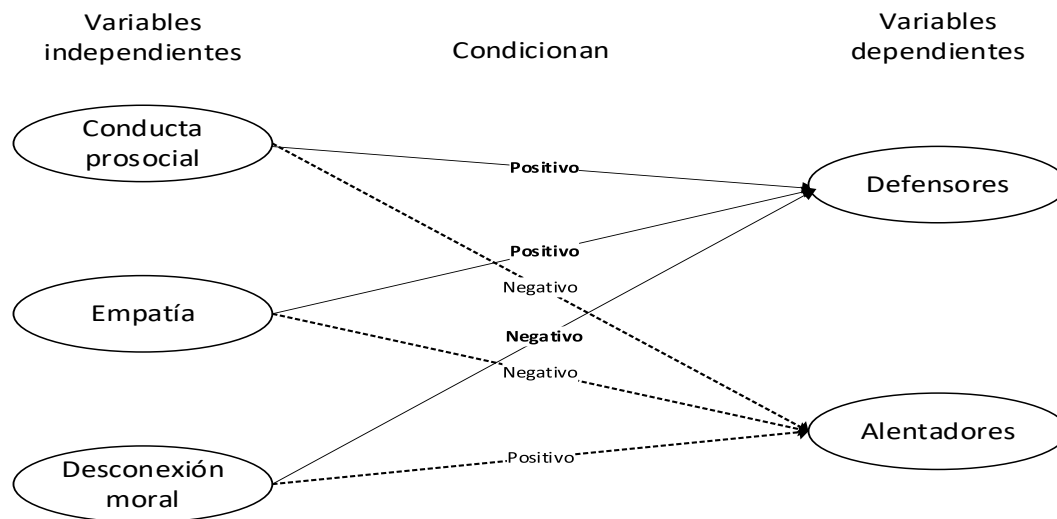 Variables
independientes
Condicionan
Variables
dependientes
Conducta
prosocial
Positivo
Defensores
Positivo
Negativo
Empatía
Negativo
Negativo
Alentadores
Positivo
Desconexión
moral